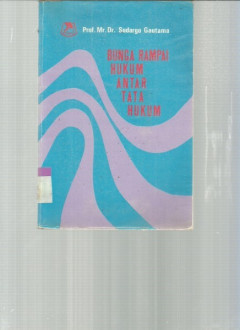 Prof. Mr. Dr. Sudargo Gautama
BUNGA RAMPAI
HUKUM
ANTAR
TATA
HUKUM